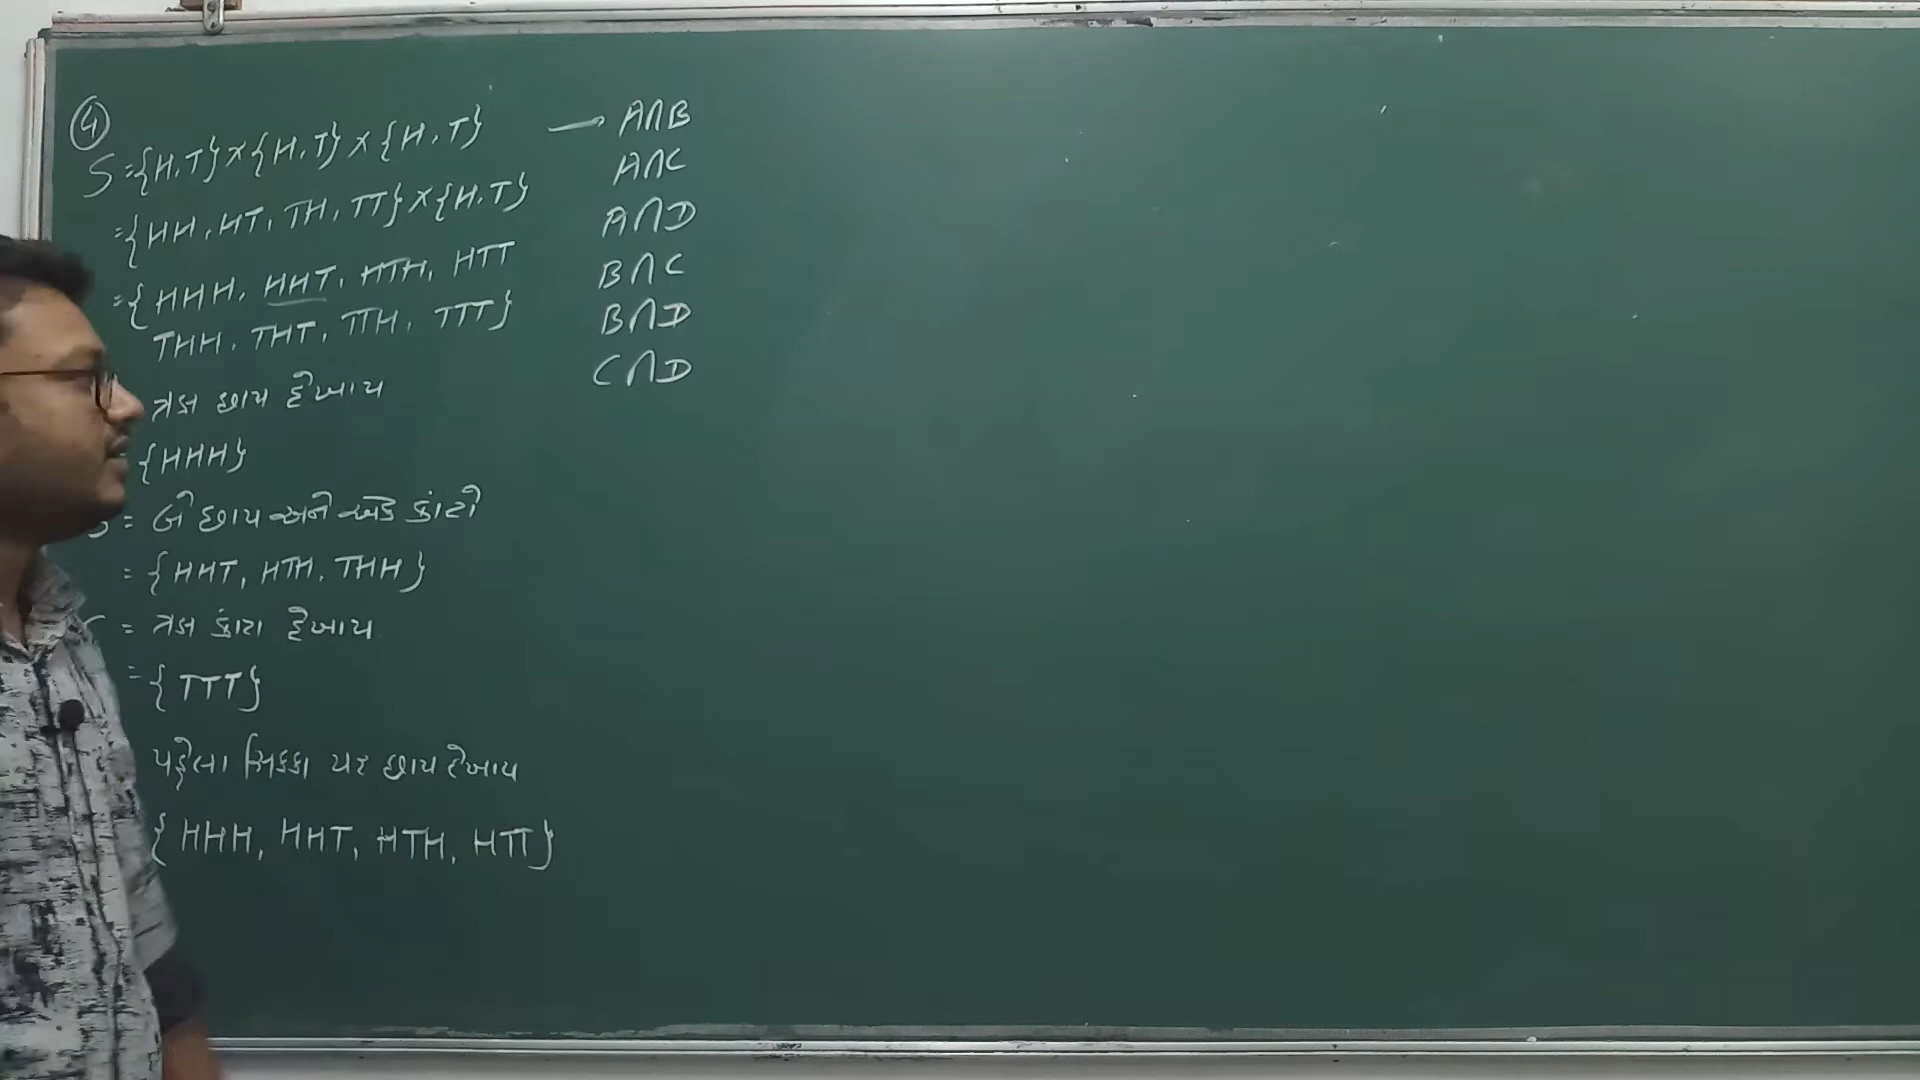 ④
S = {H,T} × {H,T} × {H,T}
= {HH, HT, TH, TT} × {H,T}
= {HHH, HHT, HTH, HTT
THH, THT, TTH, TTT}
ત્રણ છાપ દેખાય
{HHH}
= બે છાપ અને એક કાંટો
= {HHT, HTH, THH}
= ત્રણ કાંટા દેખાય
= {TTT}
પહેલા સિક્કા પર છાપ દેખાય
{HHH, HHT, HTH, HTT}
→ A∩B
A∩C
A∩D
B∩C
B∩D
C∩D